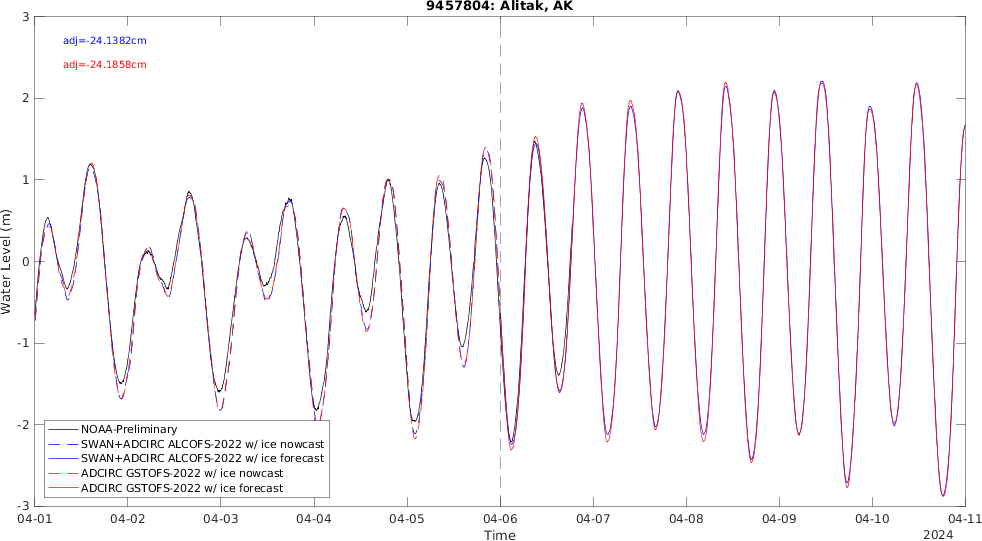 9457804: Alitak, AK
adj=-24.1382cm
adj=-24.1858cm
3
2
1
0
-1
-2
-3
Water Level (m)
NOAA-Preliminary
SWAN+ADCIRC ALCOFS-2022 w/ ice nowcast
SWAN+ADCIRC ALCOFS-2022 w/ ice forecast
ADCIRC GSTOFS-2022 w/ ice nowcast
ADCIRC GSTOFS-2022 w/ ice forecast
04-01 04-02 04-03 04-04 04-05 04-06 04-07 04-08 04-09 04-10 04-11
Time
2024